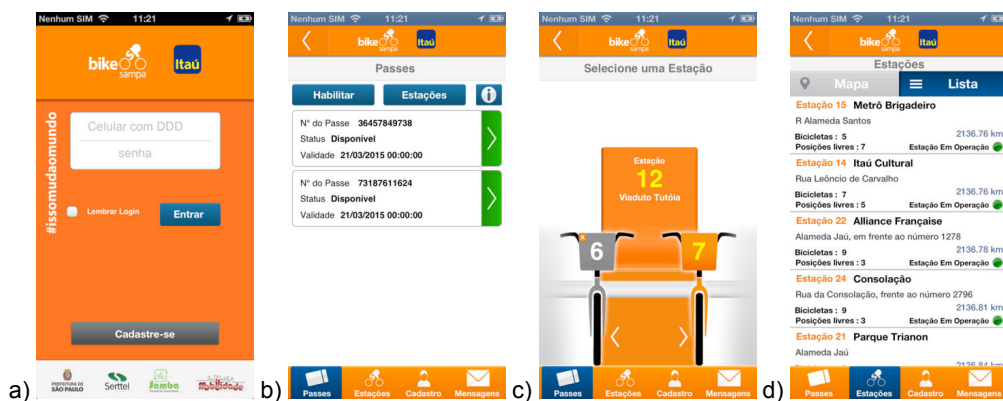 a)
Nenhum SIM 11:21
bike sampa Itaú
#issomudaomundo
Celular com DDD
senha
Lembrar Login
Entrar
Cadastre-se
PREFEITURA DE
SÃO PAULO
Serttel
Samba
Mobilidade
b)
Nenhum SIM 11:21
bike sampa Itaú
Passes
Habilitar Estações i
N° do Passe 36457849738
Status Disponível
Validade 21/03/2015 00:00:00
N° do Passe 73187611624
Status Disponível
Validade 21/03/2015 00:00:00
Passes Estações Cadastro Mensagens
c)
Nenhum SIM 11:21
bike sampa Itaú
Selecione uma Estação
Estação
12
Viaduto Tutóia
6 7
Passes Estações Cadastro Mensagens
d)
Nenhum SIM 11:21
bike sampa Itaú
Estações
Mapa Lista
Estação 15 Metrô Brigadeiro
R Alameda Santos
Bicicletas : 5 2136.76 km
Posições livres : 7 Estação Em Operação
Estação 14 Itaú Cultural
Rua Leôncio de Carvalho
Bicicletas : 7 2136.76 km
Posições livres : 5 Estação Em Operação
Estação 22 Alliance Française
Alameda Jaú, em frente ao número 1278
Bicicletas : 9 2136.78 km
Posições livres : 3 Estação Em Operação
Estação 24 Consolação
Rua da Consolação, frente ao número 2796
Bicicletas : 9 2136.81 km
Posições livres : 3 Estação Em Operação
Estação 21 Parque Trianon
Alameda Jaú
2136.84 km
Passes Estações Cadastro Mensagens